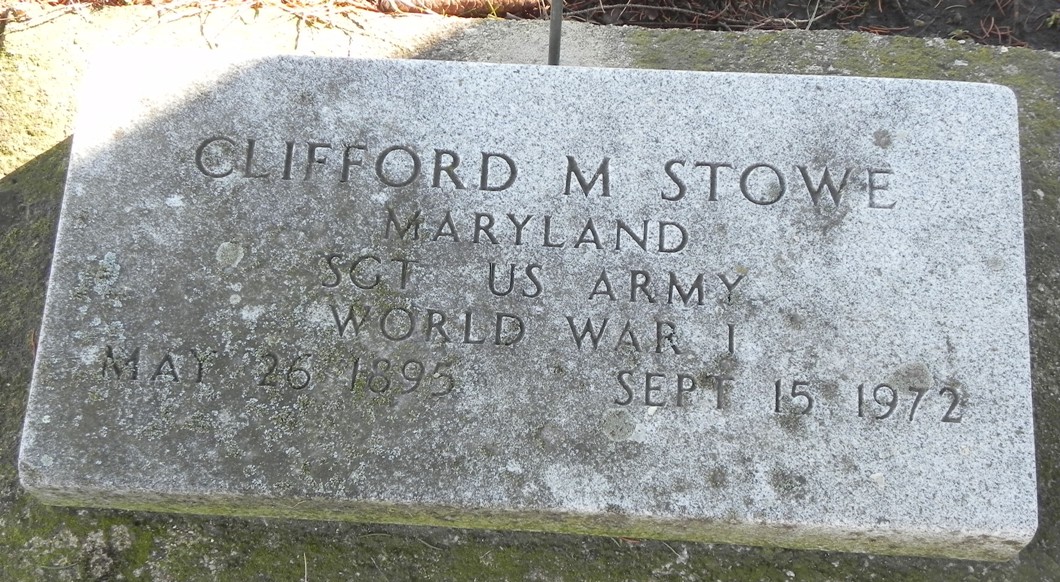 CLIFFORD M STOWE
MARYLAND
SGT US ARMY
WORLD WAR I
MAY 26 1895 SEPT 15 1972